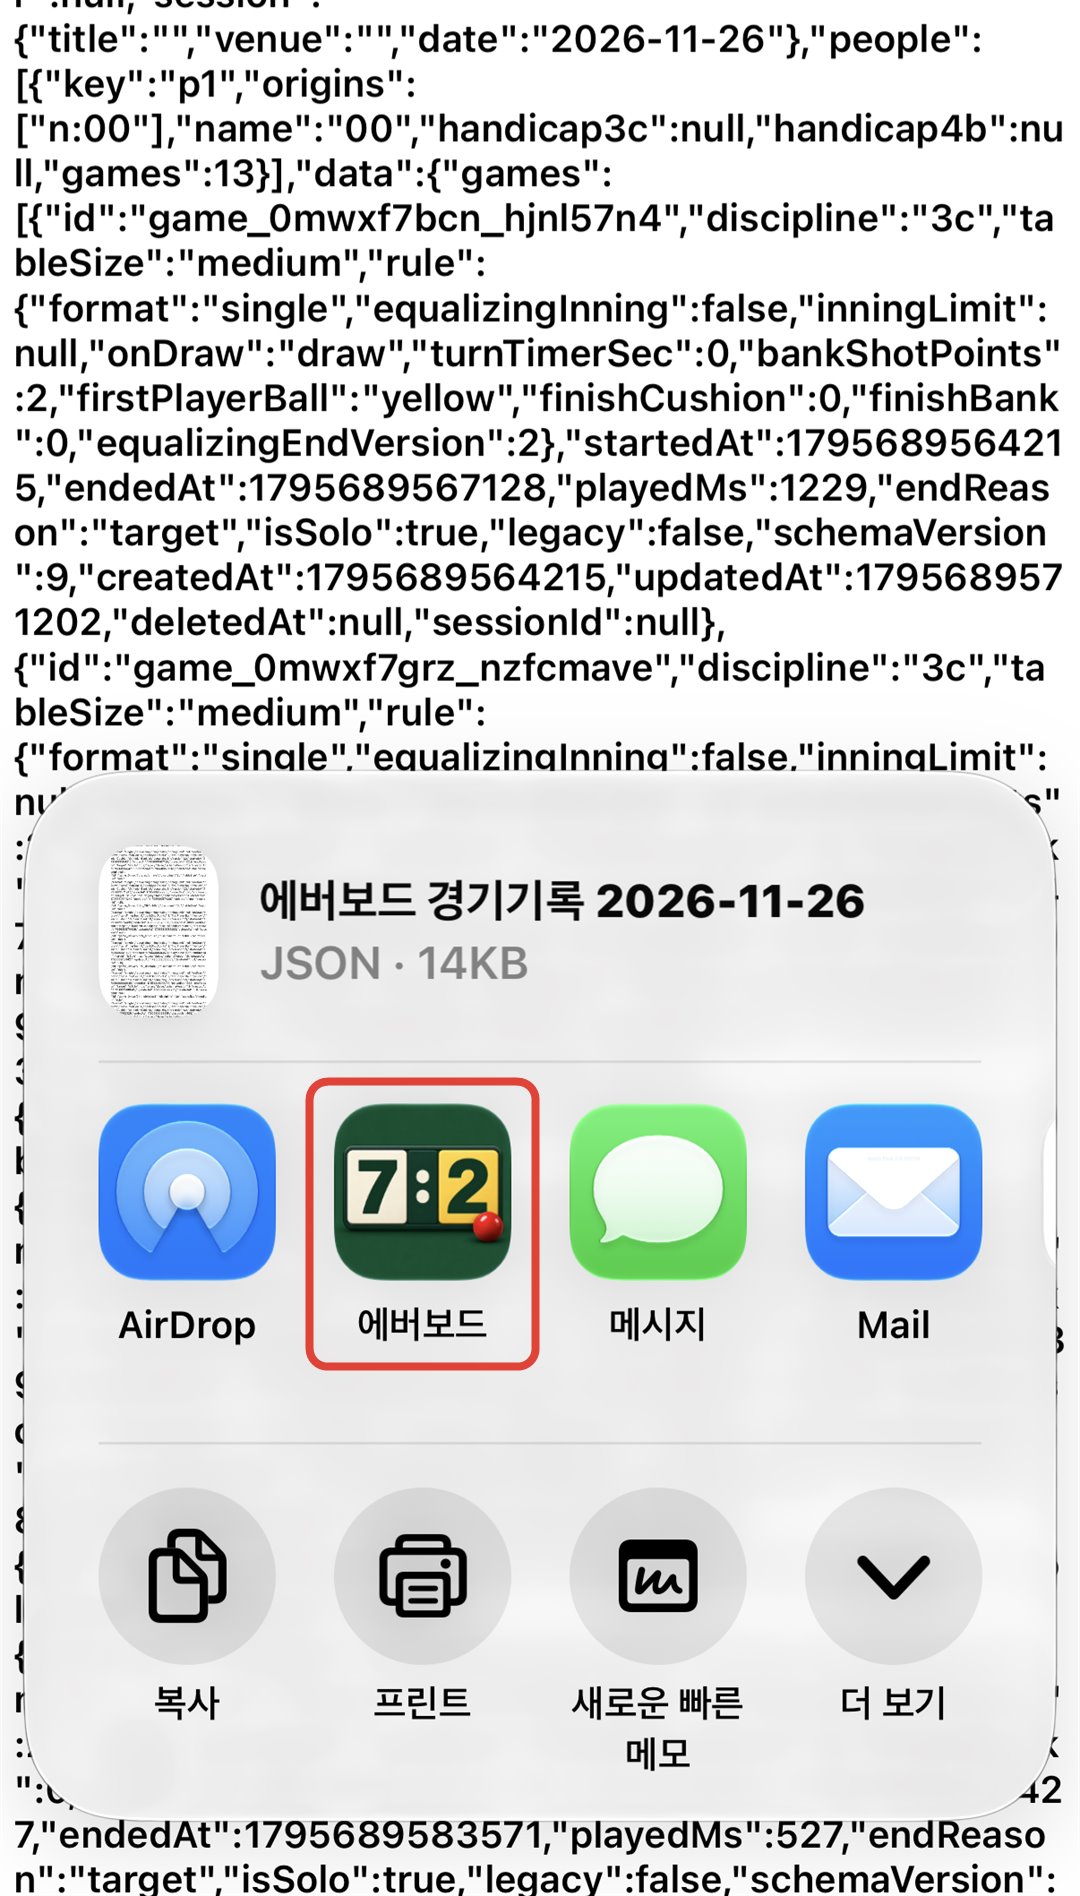 {"title":"","venue":"","date":"2026-11-26"},"people":
[{"key":"p1","origins":
["n:00"],"name":"00","handicap3c":null,"handicap4b":nu
ll,"games":13}],"data":{"games":
[{"id":"game_0mwxf7bcn_hjnl57n4","discipline":"3c","ta
bleSize":"medium","rule":
{"format":"single","equalizingInning":false,"inningLimit":
null,"onDraw":"draw","turnTimerSec":0,"bankShotPoints"
:2,"firstPlayerBall":"yellow","finishCushion":0,"finishBank
":0,"equalizingEndVersion":2},"startedAt":179568956421
5,"endedAt":1795689567128,"playedMs":1229,"endReas
on":"target","isSolo":true,"legacy":false,"schemaVersion
":9,"createdAt":1795689564215,"updatedAt":179568957
1202,"deletedAt":null,"sessionId":null},
{"id":"game_0mwxf7grz_nzfcmave","discipline":"3c","ta
bleSize":"medium","rule":
{"format":"single","equalizingInning":false,"inningLimit":
에버보드 경기기록 2026-11-26
JSON · 14KB
7:2
AirDrop
에버보드
메시지
Mail
복사
프린트
새로운 빠른
메모
더 보기
7,"endedAt":1795689583571,"playedMs":527,"endReaso
n":"target","isSolo":true,"legacy":false,"schemaVersion":